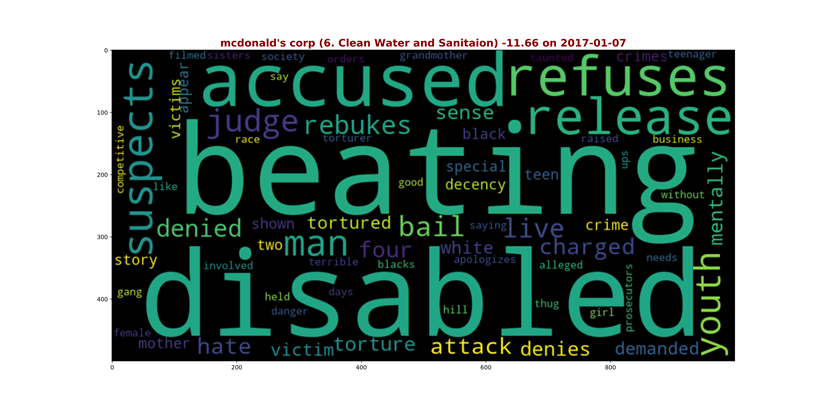 mcdonald's corp (6. Clean Water and Sanitaion) -11.66 on 2017-01-07
0
100
200
300
400
0 200 400 600 800
filmed sisters society orders grandmother taunted crimes teenager
accused refuses
say
suspects
appear
victims
judge rebukes sense release
race torturer black raised business
competitive
beating
special teen ups
like good decency without
mentally
denied shown tortured bail saying live crime
two man four white charged
story involved terrible blacks apologizes alleged needs
disabled
youth
prosecutors
gang held days thug
danger hill girl
female
mother hate victim torture attack denies demanded